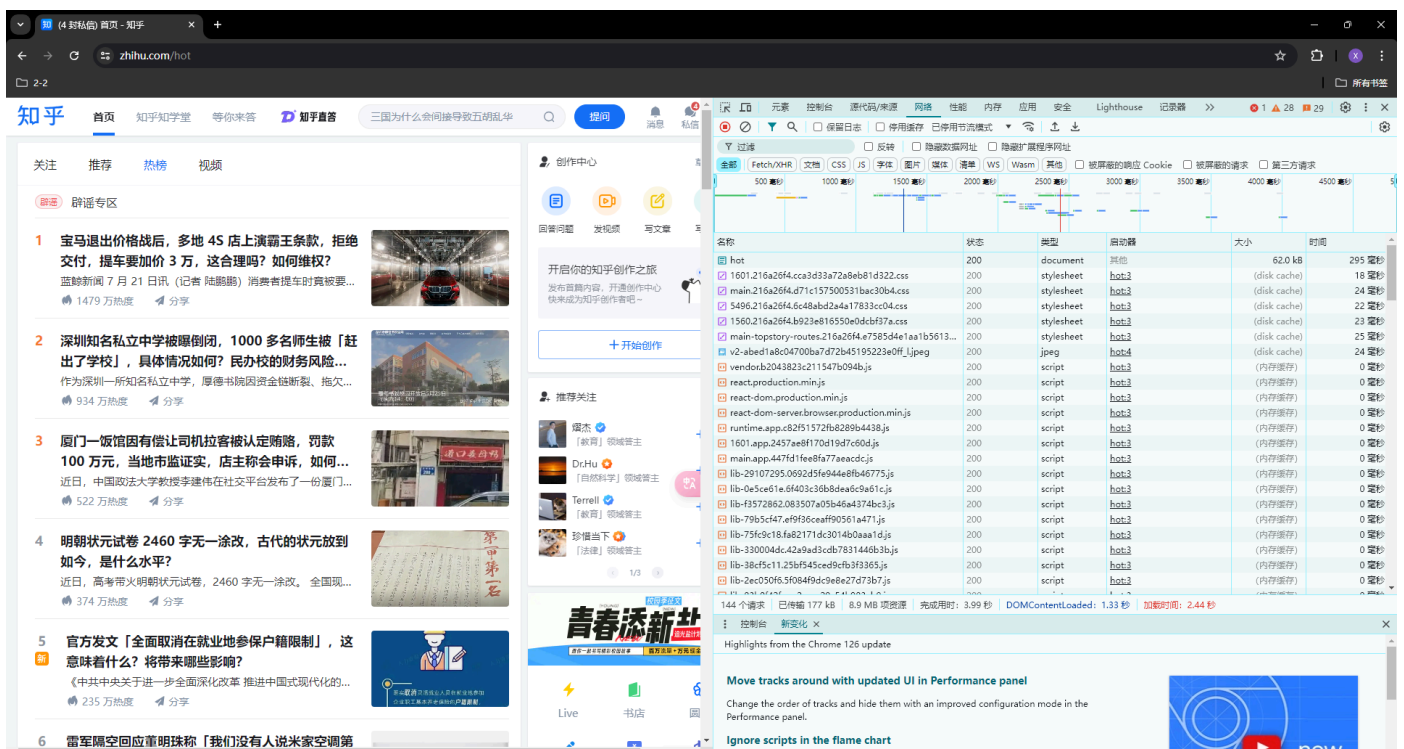 (4 封私信) 首页 - 知乎
zhihu.com/hot
2-2
所有书签
知乎
首页
知乎知学堂
等你来答
知乎直答
三国为什么会间接导致五胡乱华
提问
消息
4
私信
关注
推荐
热榜
视频
辟谣
辟谣专区
1
宝马退出价格战后，多地 4S 店上演霸王条款，拒绝
交付，提车要加价 3 万，这合理吗？如何维权？
蓝鲸新闻 7 月 21 日讯（记者 陆鹏鹏）消费者提车时竟被要...
1479 万热度
分享
2
深圳知名私立中学被曝倒闭，1000 多名师生被「赶
出了学校」，具体情况如何？民办校的财务风险...
作为深圳一所知名私立中学，厚德书院因资金链断裂、拖欠...
934 万热度
分享
3
厦门一饭馆因有偿让司机拉客被认定贿赂，罚款
100 万元，当地市监证实，店主称会申诉，如何...
近日，中国政法大学教授李建伟在社交平台发布了一份厦门...
522 万热度
分享
4
明朝状元试卷 2460 字无一涂改，古代的状元放到
如今，是什么水平？
近日，高考带火明朝状元试卷，2460 字无一涂改。 全国现...
374 万热度
分享
第一甲第一名
5
新
官方发文「全面取消在就业地参保户籍限制」，这
意味着什么？将带来哪些影响？
《中共中央关于进一步全面深化改革 推进中国式现代化的...
235 万热度
分享
6
雷军隔空回应董明珠称「我们没有人说米家空调第
创作中心
回答问题
发视频
写文章
开启你的知乎创作之旅
发布首篇内容，开通创作中心
快来成为知乎创作者吧～
开始创作
推荐关注
熠杰
「教育」领域答主
Dr.Hu
「自然科学」领域答主
Terrell
「教育」领域答主
珍惜当下
「法律」领域答主
1/3
青春添新
Live
书店
元素
控制台
源代码/来源
网络
性能
内存
应用
安全
Lighthouse
记录器
1
28
29
保留日志
停用缓存
已停用节流模式
过滤
反转
隐藏数据网址
隐藏扩展程序网址
全部
Fetch/XHR
文档
CSS
JS
字体
图片
媒体
清单
WS
Wasm
其他
被屏蔽的响应 Cookie
被屏蔽的请求
第三方请求
500 毫秒
1000 毫秒
1500 毫秒
2000 毫秒
2500 毫秒
3000 毫秒
3500 毫秒
4000 毫秒
4500 毫秒
名称 状态 类型 启动器 大小 时间
hot 200 document 其他 62.0 kB 295 毫秒
1601.216a26f4.cca3d33a72a8eb81d322.css 200 stylesheet hot:3 (disk cache) 18 毫秒
main.216a26f4.d71c157500531bac30b4.css 200 stylesheet hot:3 (disk cache) 24 毫秒
5496.216a26f4.6c48abd2a4a17833cc04.css 200 stylesheet hot:3 (disk cache) 22 毫秒
1560.216a26f4.b923e816550e0dcbf37a.css 200 stylesheet hot:3 (disk cache) 23 毫秒
main-topstory-routes.216a26f4.e7585d4e1aa1b5613... 200 stylesheet hot:3 (disk cache) 25 毫秒
v2-abed1a8c04700ba7d72b45195223e0ff_l.jpeg 200 jpeg hot:4 (disk cache) 24 毫秒
vendor.b2043823c211547b094b.js 200 script hot:3 (内存缓存) 0 毫秒
react.production.min.js 200 script hot:3 (内存缓存) 0 毫秒
react-dom.production.min.js 200 script hot:3 (内存缓存) 0 毫秒
react-dom-server.browser.production.min.js 200 script hot:3 (内存缓存) 0 毫秒
runtime.app.c82f51572fb8289b4438.js 200 script hot:3 (内存缓存) 0 毫秒
1601.app.2457ae8f170d19d7c60d.js 200 script hot:3 (内存缓存) 0 毫秒
main.app.447fd1fee8fa77aeacdc.js 200 script hot:3 (内存缓存) 0 毫秒
lib-29107295.0692d5fe944e8fb46775.js 200 script hot:3 (内存缓存) 0 毫秒
lib-0e5ce61e.6f403c36b8dea6c9a61c.js 200 script hot:3 (内存缓存) 0 毫秒
lib-f3572862.083507a05b46a4374bc3.js 200 script hot:3 (内存缓存) 0 毫秒
lib-79b5cf47.ef9f36ceaff90561a471.js 200 script hot:3 (内存缓存) 0 毫秒
lib-75fc9c18.fa82171dc3014b0aaa1d.js 200 script hot:3 (内存缓存) 0 毫秒
lib-330004dc.42a9ad3cdb7831446b3b.js 200 script hot:3 (内存缓存) 0 毫秒
lib-38cf5c11.25bf545ced9cfb3f3365.js 200 script hot:3 (内存缓存) 0 毫秒
lib-2ec050f6.5f084f9dc9e8e27d73b7.js 200 script hot:3 (内存缓存) 0 毫秒
144 个请求
已传输 177 kB
8.9 MB 项资源
完成用时：3.99 秒
DOMContentLoaded：1.33 秒
加载时间：2.44 秒
控制台
新变化
Highlights from the Chrome 126 update
Move tracks around with updated UI in Performance panel
Change the order of tracks and hide them with an improved configuration mode in the
Performance panel.
Ignore scripts in the flame chart
new